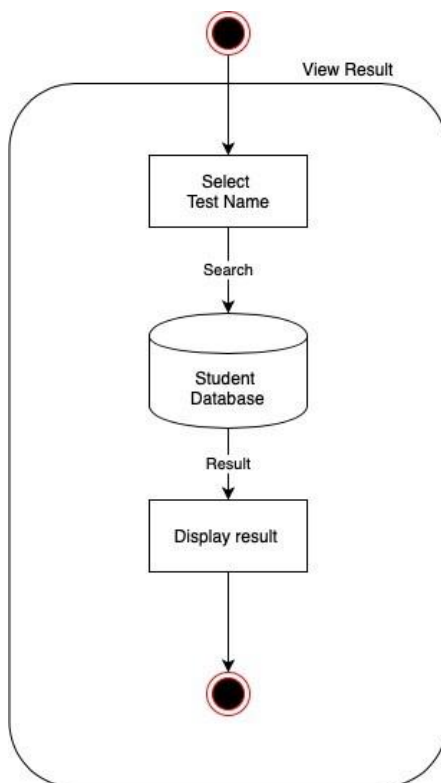 View Result
Select
Test Name
Search
Student
Database
Result
Display result